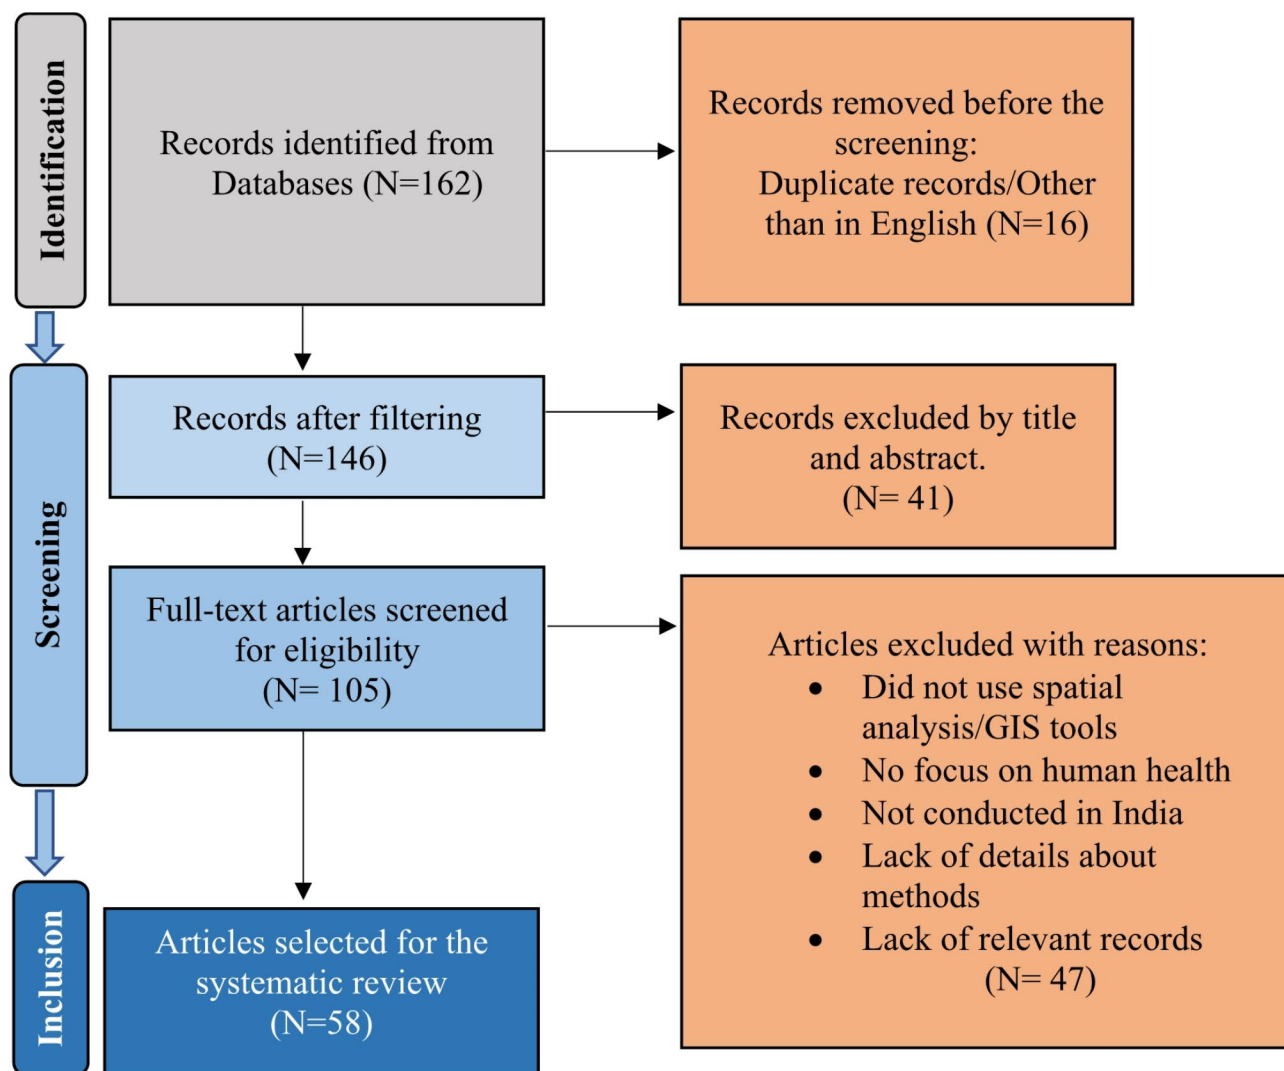 Identification
Records identified from
Databases (N=162)
Records removed before the
screening:
Duplicate records/Other
than in English (N=16)
Screening
Records after filtering
(N=146)
Records excluded by title
and abstract.
(N= 41)
Full-text articles screened
for eligibility
(N= 105)
Articles excluded with reasons:
• Did not use spatial
analysis/GIS tools
• No focus on human health
• Not conducted in India
• Lack of details about
methods
• Lack of relevant records
(N= 47)
Inclusion
Articles selected for the
systematic review
(N=58)